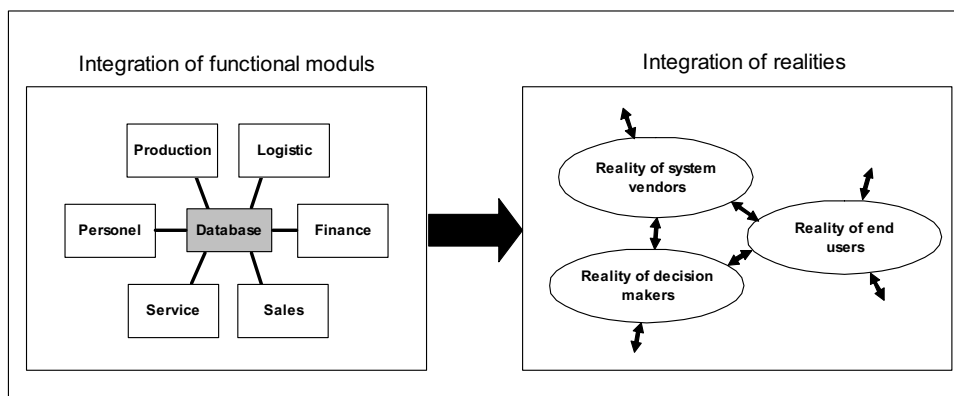 Integration of functional moduls
Production
Logistic
Personel
Database
Finance
Service
Sales
Integration of realities
Reality of system
vendors
Reality of end
users
Reality of decision
makers